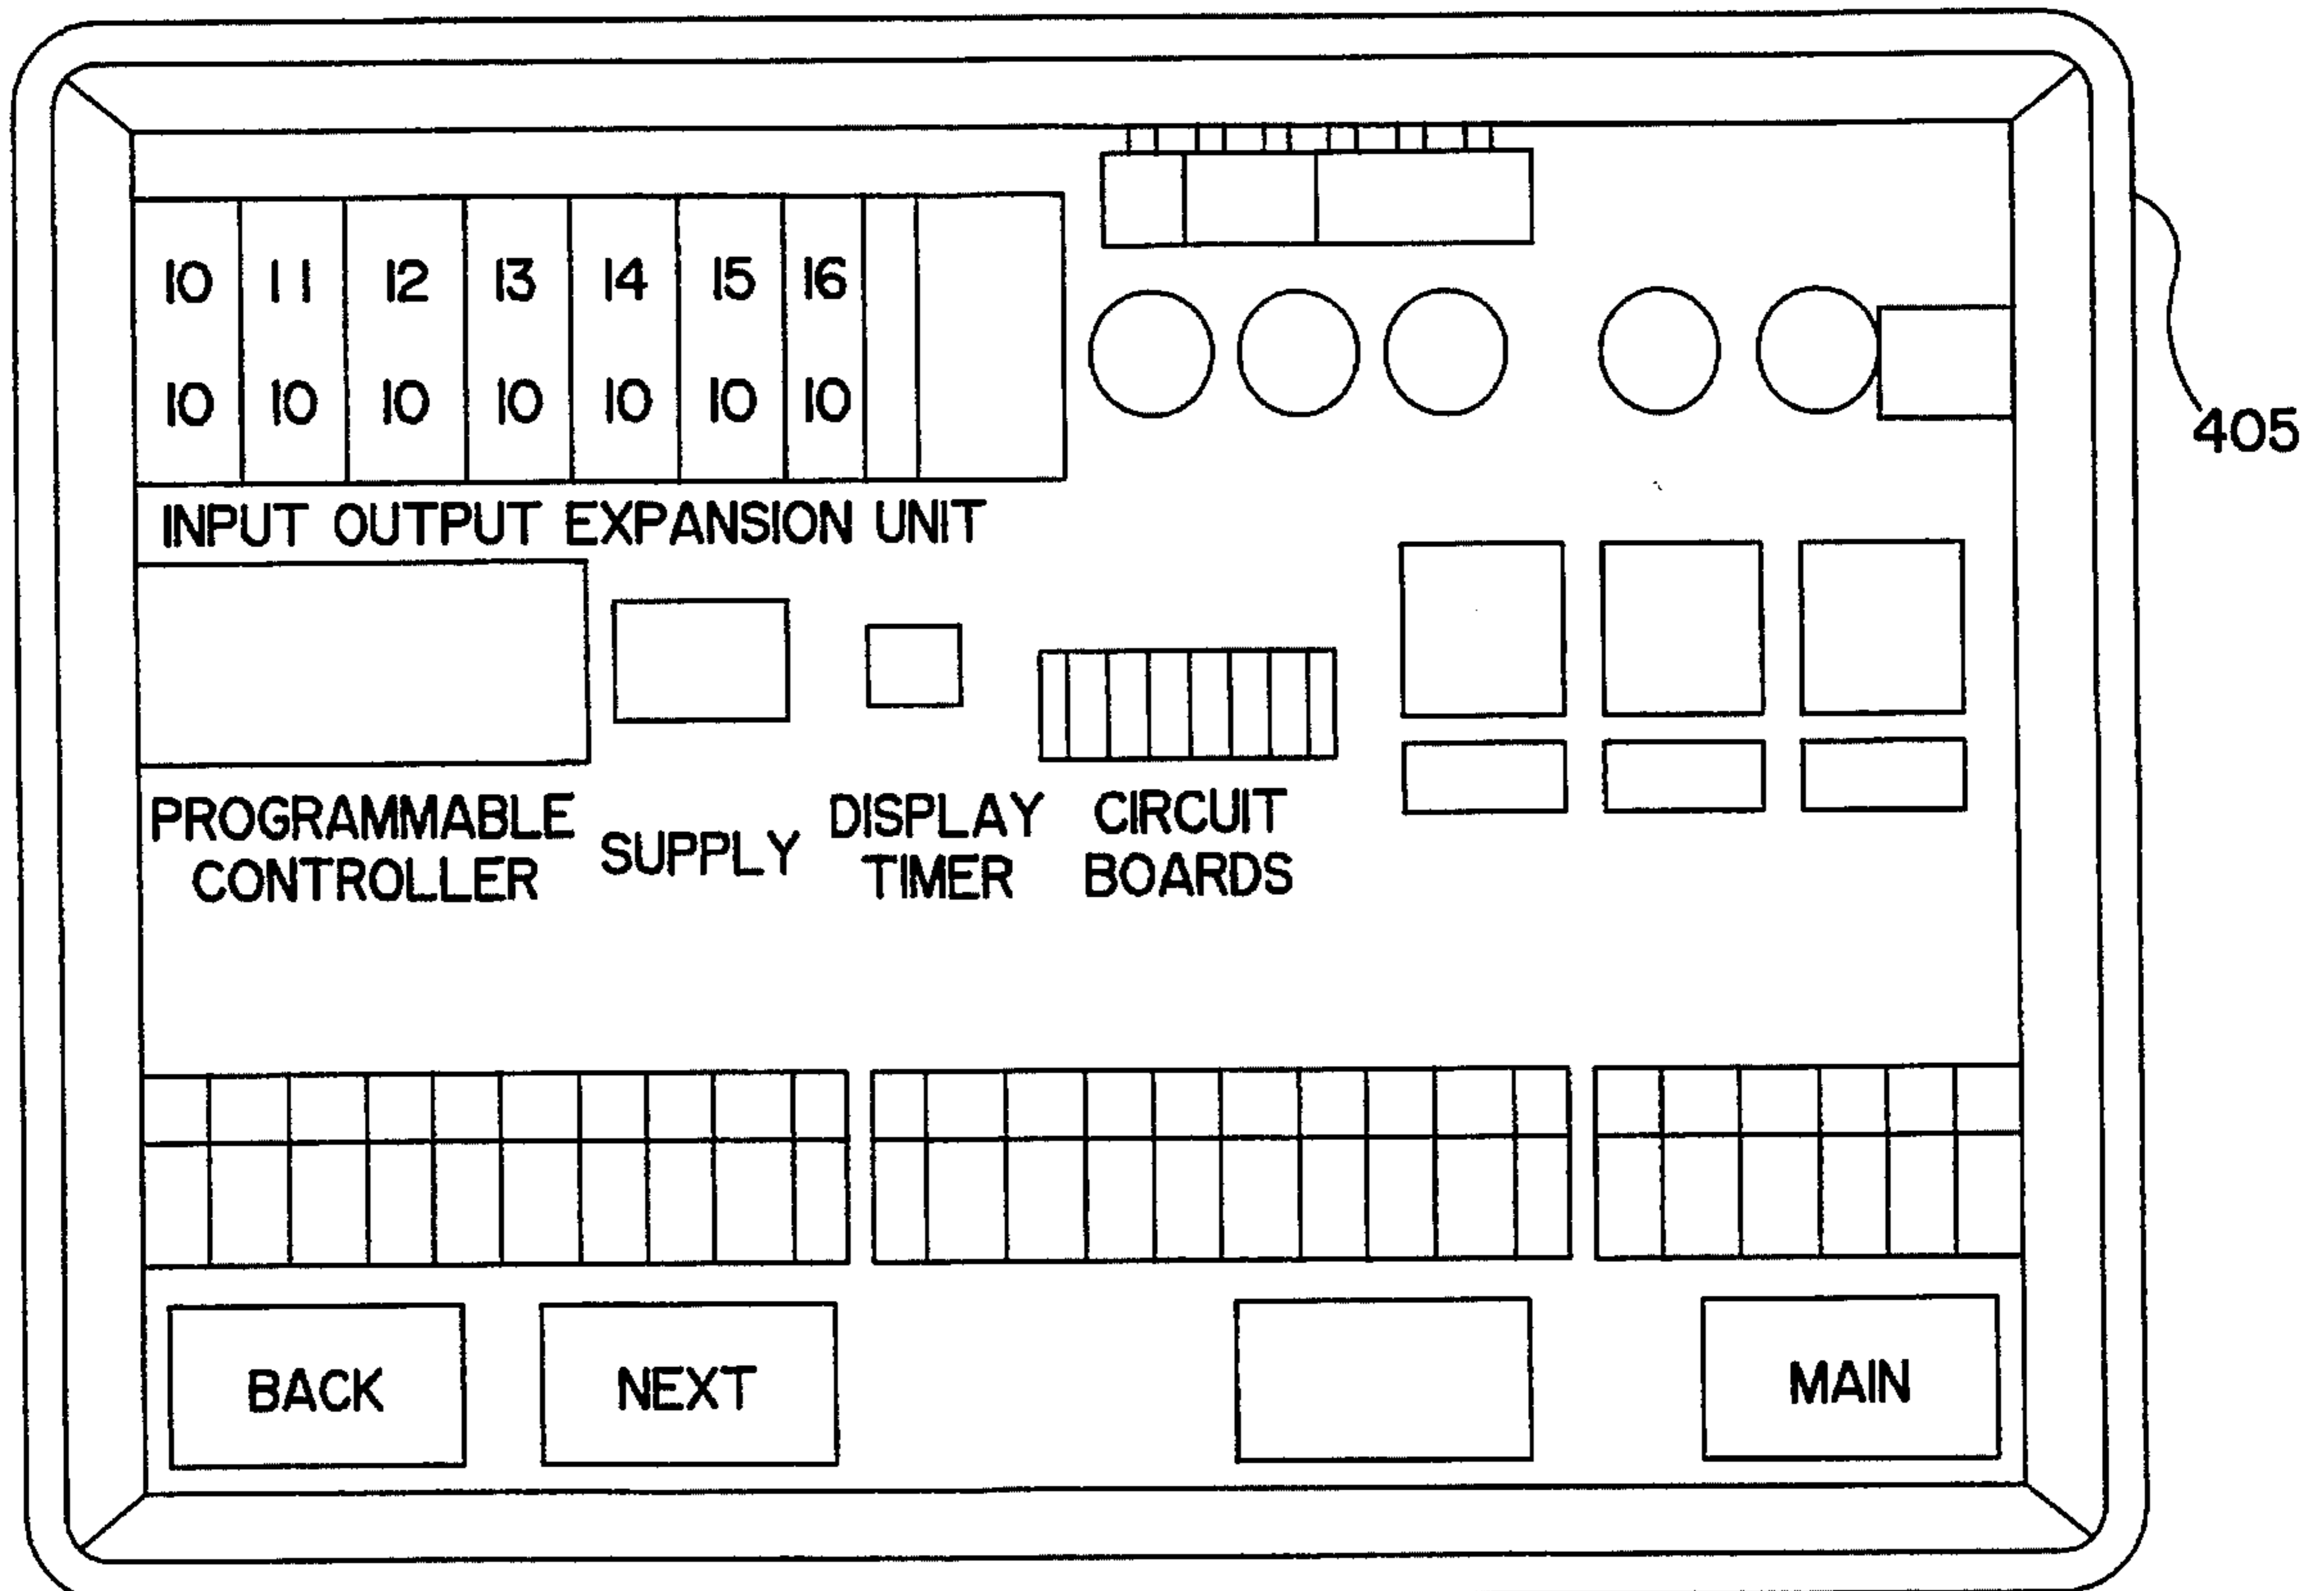 10 11 12 13 14 15 16
10 10 10 10 10 10 10
405
INPUT OUTPUT EXPANSION UNIT
PROGRAMMABLE
CONTROLLER
SUPPLY
DISPLAY
TIMER
CIRCUIT
BOARDS
BACK
NEXT
MAIN